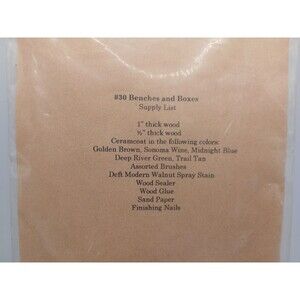 #30 Benches and Boxes
Supply List
1" thick wood
½" thick wood
Ceramcoat in the following colors:
Golden Brown, Sonoma Wine, Midnight Blue
Deep River Green, Trail Tan
Assorted Brushes
Deft Modern Walnut Spray Stain
Wood Sealer
Wood Glue
Sand Paper
Finishing Nails